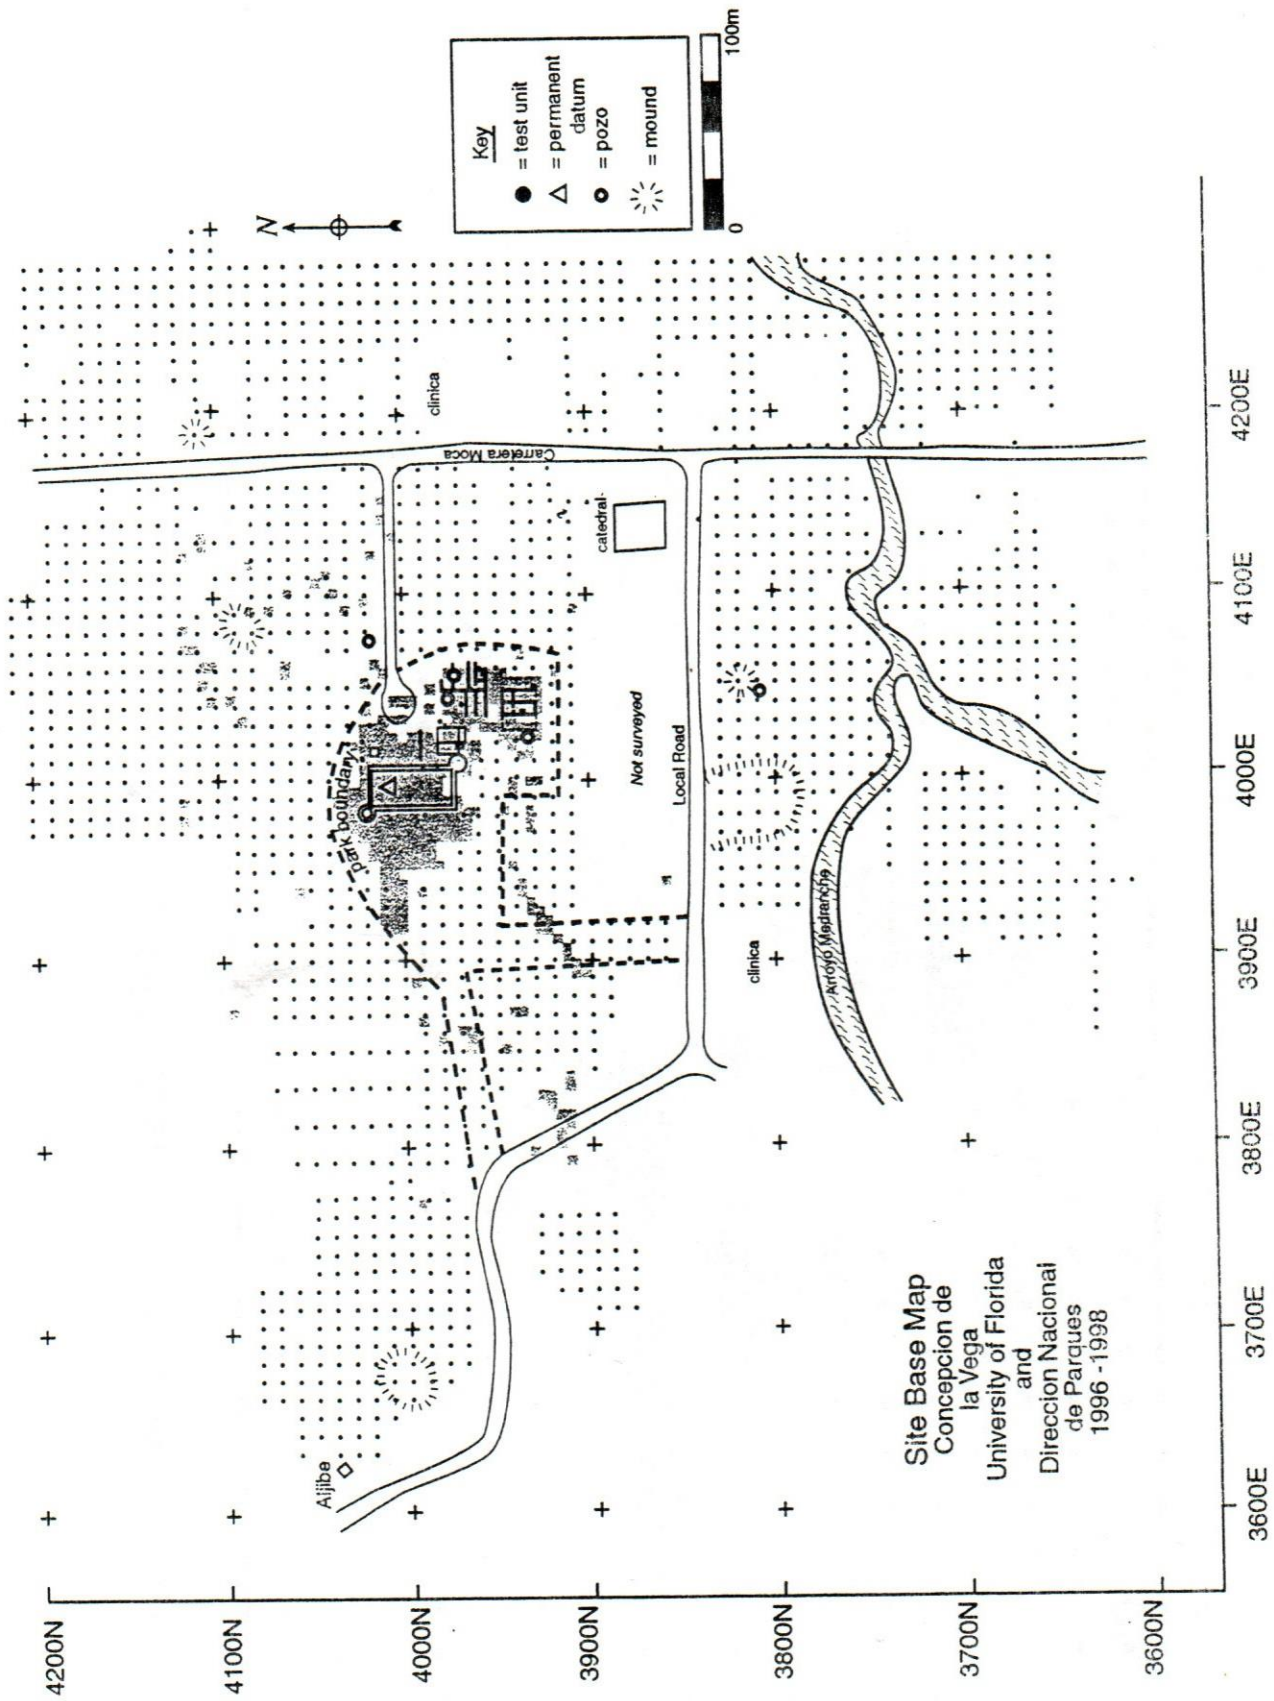 Key
= test unit
= permanent
datum
= pozo
= mound
0
100m
N
clinica
Carretera Moca
catedral
park boundary
Not surveyed
Local Road
clinica
Arroyo Medranche
Aljibe
Site Base Map
Concepcion de
la Vega
University of Florida
and
Direccion Nacional
de Parques
1996 -1998
4200N
4100N
4000N
3900N
3800N
3700N
3600N
3600E
3700E
3800E
3900E
4000E
4100E
4200E